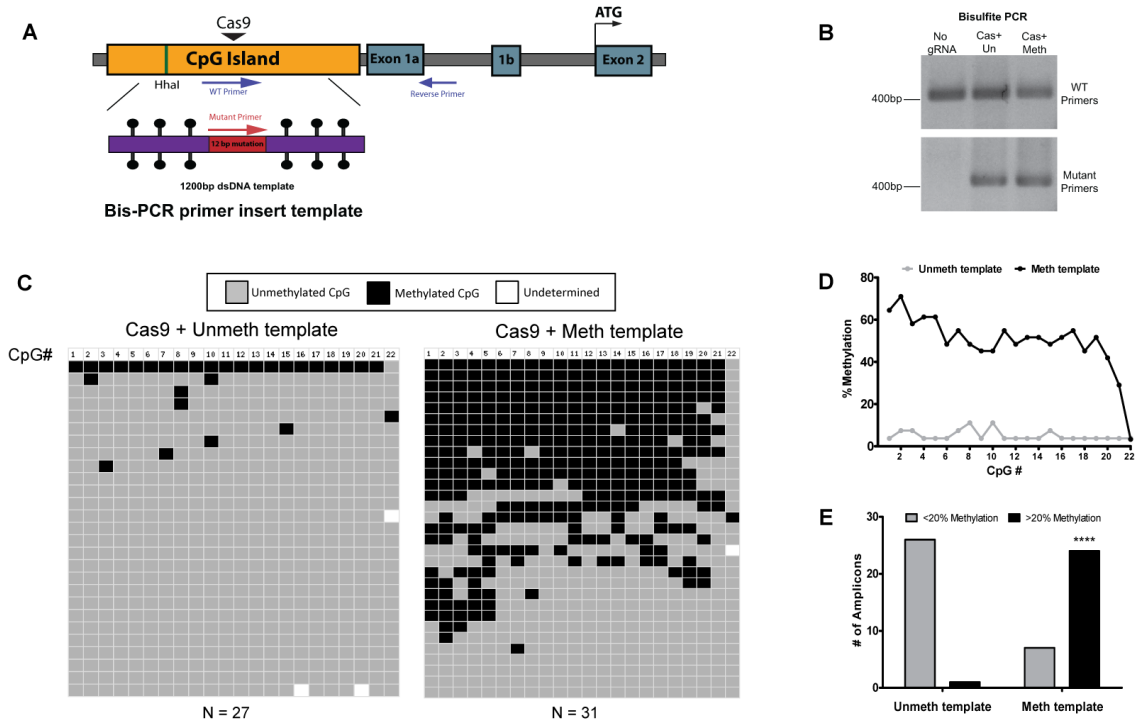 A
Cas9
ATG
CpG Island
Exon 1a
1b
Exon 2
HhaI
WT Primer
Reverse Primer
Mutant Primer
12 bp mutation
1200bp dsDNA template
Bis-PCR primer insert template
B
Bisulfite PCR
No gRNA
Cas+ Un
Cas+ Meth
400bp
WT Primers
400bp
Mutant Primers
C
Unmethylated CpG
Methylated CpG
Undetermined
Cas9 + Unmeth template
Cas9 + Meth template
CpG#
1 2 3 4 5 6 7 8 9 10 11 12 13 14 15 16 17 18 19 20 21 22
1 2 3 4 5 6 7 8 9 10 11 12 13 14 15 16 17 18 19 20 21 22
N = 27
N = 31
D
Unmeth template
Meth template
% Methylation
80
60
40
20
0
2 4 6 8 10 12 14 16 18 20 22
CpG #
E
<20% Methylation
>20% Methylation
# of Amplicons
30
20
10
0
****
Unmeth template
Meth template